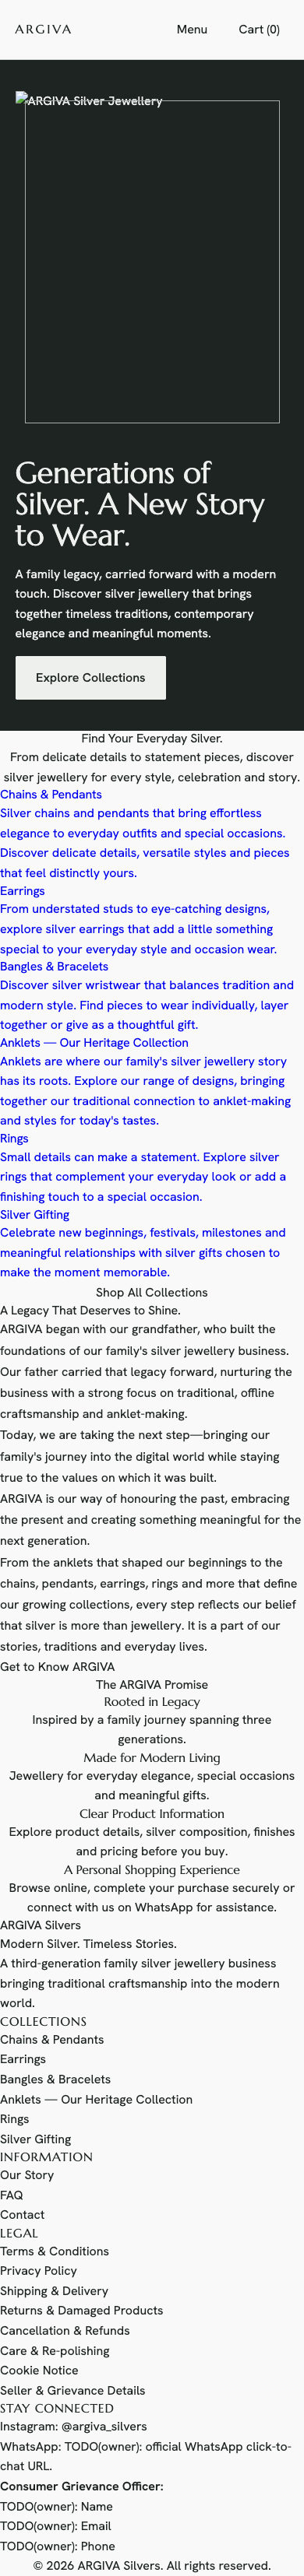 ARGIVA
Menu
Cart (0)
ARGIVA Silver Jewellery
Generations of
Silver. A New Story
to Wear.
A family legacy, carried forward with a modern
touch. Discover silver jewellery that brings
together timeless traditions, contemporary
elegance and meaningful moments.
Explore Collections
Find Your Everyday Silver.
From delicate details to statement pieces, discover
silver jewellery for every style, celebration and story.
Chains & Pendants
Silver chains and pendants that bring effortless
elegance to everyday outfits and special occasions.
Discover delicate details, versatile styles and pieces
that feel distinctly yours.
Earrings
From understated studs to eye-catching designs,
explore silver earrings that add a little something
special to your everyday style and occasion wear.
Bangles & Bracelets
Discover silver wristwear that balances tradition and
modern style. Find pieces to wear individually, layer
together or give as a thoughtful gift.
Anklets — Our Heritage Collection
Anklets are where our family's silver jewellery story
has its roots. Explore our range of designs, bringing
together our traditional connection to anklet-making
and styles for today's tastes.
Rings
Small details can make a statement. Explore silver
rings that complement your everyday look or add a
finishing touch to a special occasion.
Silver Gifting
Celebrate new beginnings, festivals, milestones and
meaningful relationships with silver gifts chosen to
make the moment memorable.
Shop All Collections
A Legacy That Deserves to Shine.
ARGIVA began with our grandfather, who built the
foundations of our family's silver jewellery business.
Our father carried that legacy forward, nurturing the
business with a strong focus on traditional, offline
craftsmanship and anklet-making.
Today, we are taking the next step—bringing our
family's journey into the digital world while staying
true to the values on which it was built.
ARGIVA is our way of honouring the past, embracing
the present and creating something meaningful for the
next generation.
From the anklets that shaped our beginnings to the
chains, pendants, earrings, rings and more that define
our growing collections, every step reflects our belief
that silver is more than jewellery. It is a part of our
stories, traditions and everyday lives.
Get to Know ARGIVA
The ARGIVA Promise
Rooted in Legacy
Inspired by a family journey spanning three
generations.
Made for Modern Living
Jewellery for everyday elegance, special occasions
and meaningful gifts.
Clear Product Information
Explore product details, silver composition, finishes
and pricing before you buy.
A Personal Shopping Experience
Browse online, complete your purchase securely or
connect with us on WhatsApp for assistance.
ARGIVA Silvers
Modern Silver. Timeless Stories.
A third-generation family silver jewellery business
bringing traditional craftsmanship into the modern
world.
COLLECTIONS
Chains & Pendants
Earrings
Bangles & Bracelets
Anklets — Our Heritage Collection
Rings
Silver Gifting
INFORMATION
Our Story
FAQ
Contact
LEGAL
Terms & Conditions
Privacy Policy
Shipping & Delivery
Returns & Damaged Products
Cancellation & Refunds
Care & Re-polishing
Cookie Notice
Seller & Grievance Details
STAY CONNECTED
Instagram: @argiva_silvers
WhatsApp: TODO(owner): official WhatsApp click-to-
chat URL.
Consumer Grievance Officer:
TODO(owner): Name
TODO(owner): Email
TODO(owner): Phone
© 2026 ARGIVA Silvers. All rights reserved.